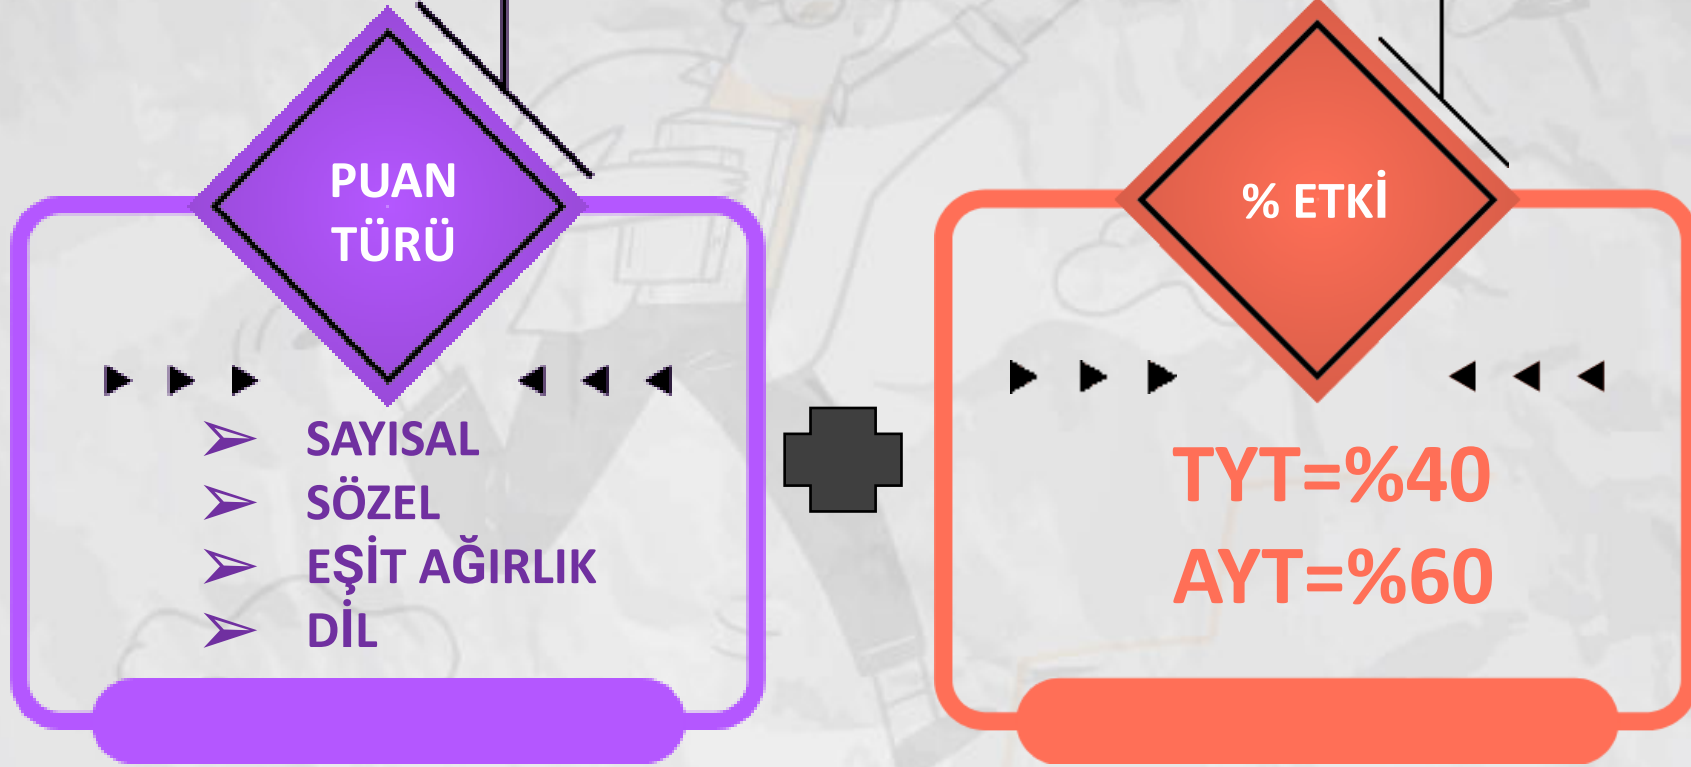 PUAN
TÜRÜ
➢ SAYISAL
➢ SÖZEL
➢ EŞİT AĞIRLIK
➢ DİL
% ETKİ
TYT=%40
AYT=%60